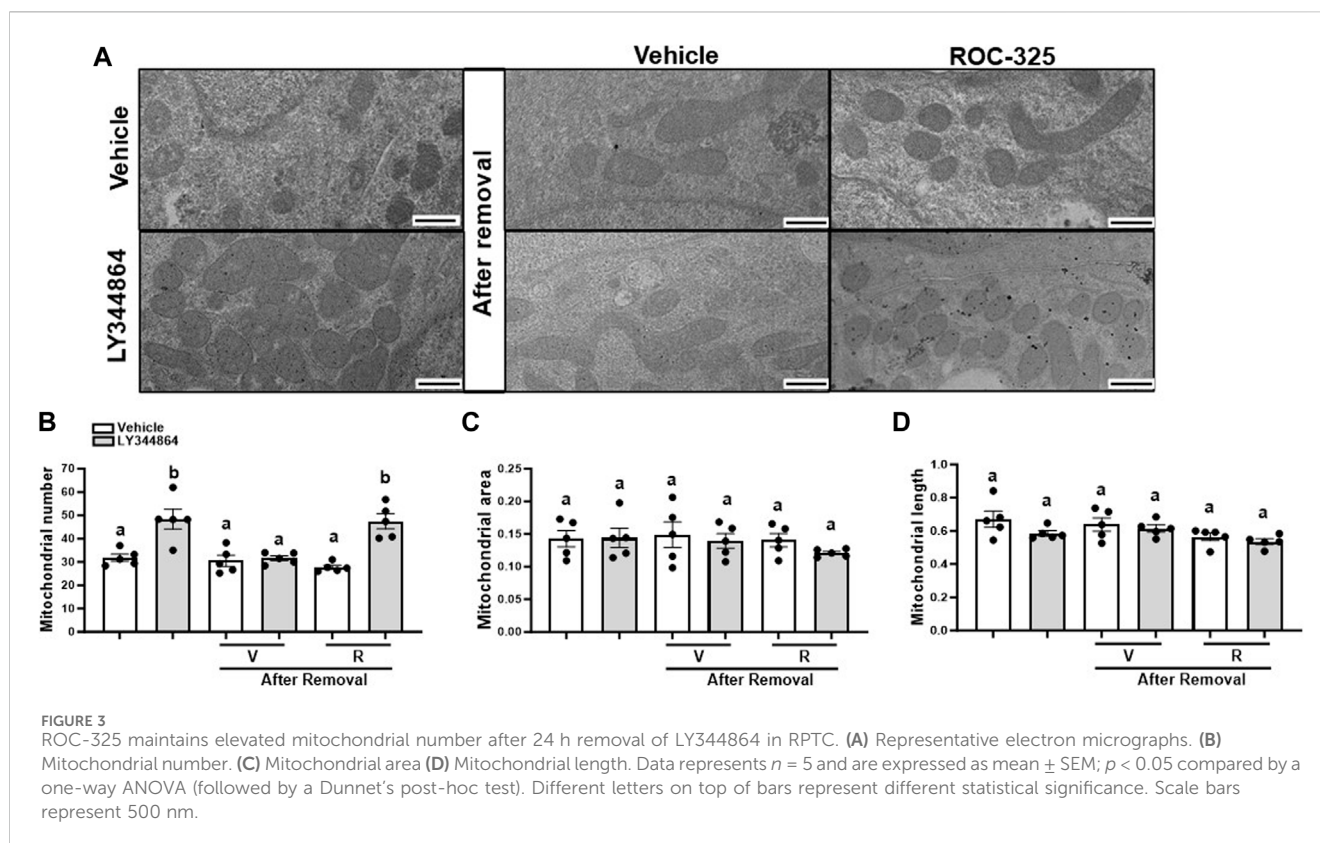 A
Vehicle
ROC-325
Vehicle
After removal
LY344864
B
Vehicle
LY344864
Mitochondrial number
70
60
50
40
30
20
10
0
a
b
a
a
a
b
V
R
After Removal
C
Mitochondrial area
0.25
0.20
0.15
0.10
0.05
0.00
a
a
a
a
a
a
V
R
After Removal
D
Mitochondrial length
1.0
0.8
0.6
0.4
0.2
0.0
a
a
a
a
a
a
V
R
After Removal
FIGURE 3
ROC-325 maintains elevated mitochondrial number after 24 h removal of LY344864 in RPTC. (A) Representative electron micrographs. (B)
Mitochondrial number. (C) Mitochondrial area (D) Mitochondrial length. Data represents n = 5 and are expressed as mean ± SEM; p < 0.05 compared by a
one-way ANOVA (followed by a Dunnet's post-hoc test). Different letters on top of bars represent different statistical significance. Scale bars
represent 500 nm.